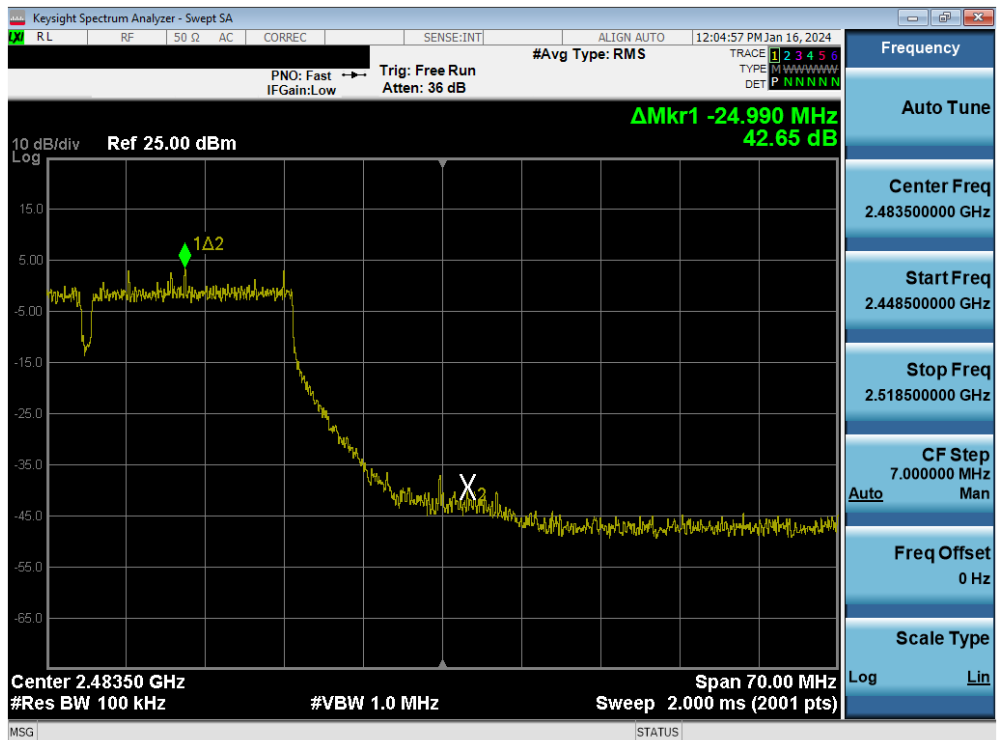 Keysight Spectrum Analyzer - Swept SA
LXI RL RF 50 Ω AC CORREC SENSE:INT ALIGN AUTO 12:04:57 PM Jan 16, 2024
#Avg Type: RMS TRACE 1 2 3 4 5 6
PNO: Fast Trig: Free Run TYPE M WWWWW
IFGain:Low Atten: 36 dB DET P N N N N N
ΔMkr1 -24.990 MHz
42.65 dB
10 dB/div Ref 25.00 dBm
Log
15.0
1Δ2
5.00
-5.00
-15.0
-25.0
-35.0
X2
-45.0
-55.0
-65.0
Center 2.48350 GHz Span 70.00 MHz
#Res BW 100 kHz #VBW 1.0 MHz Sweep 2.000 ms (2001 pts)
MSG STATUS
Frequency
Auto Tune
Center Freq
2.483500000 GHz
Start Freq
2.448500000 GHz
Stop Freq
2.518500000 GHz
CF Step
7.000000 MHz
Auto Man
Freq Offset
0 Hz
Scale Type
Log Lin